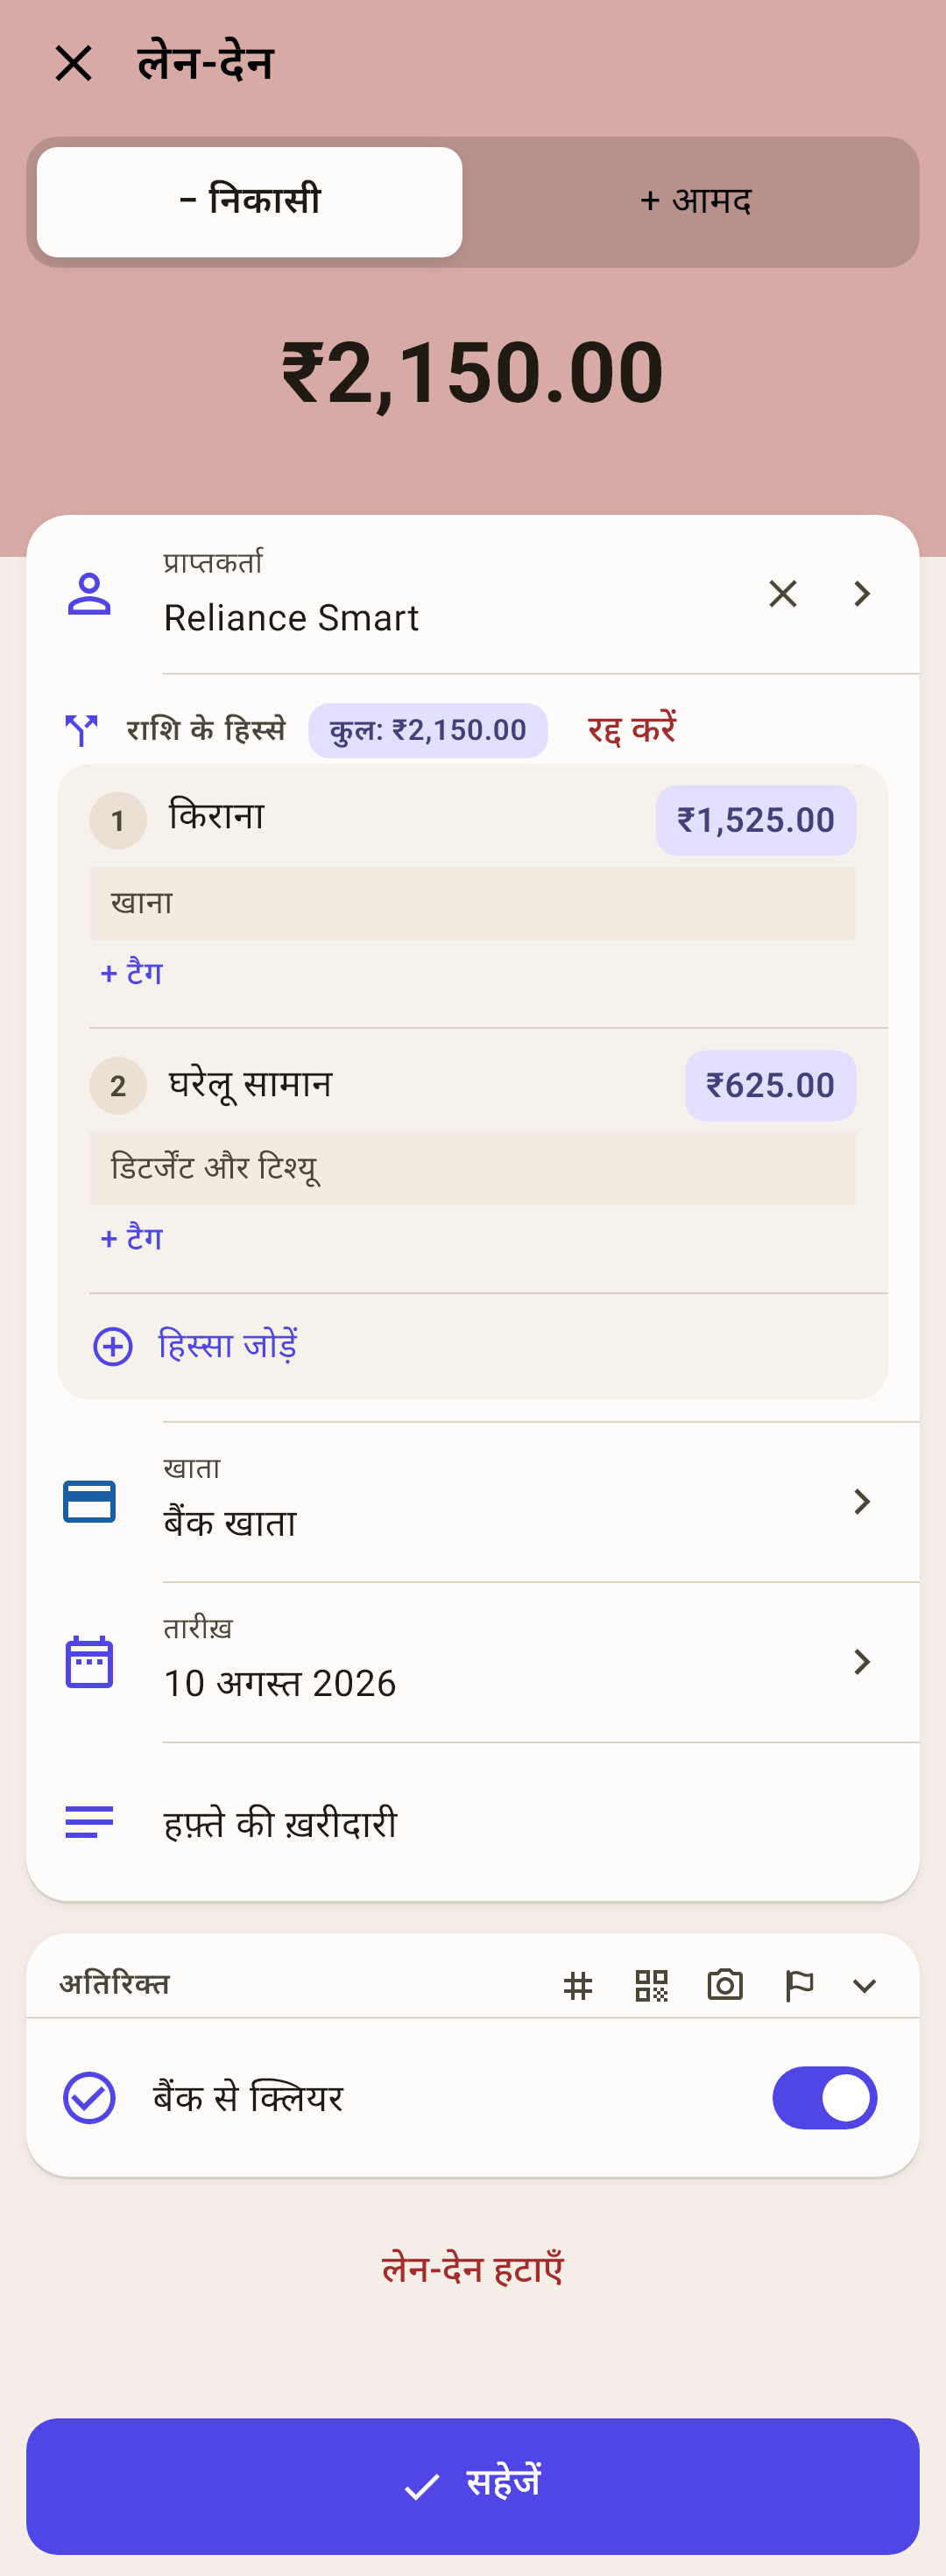 लेन-देन
− निकासी
+ आमद
₹2,150.00
प्राप्तकर्ता
Reliance Smart
राशि के हिस्से कुल: ₹2,150.00 रद्द करें
1 किराना ₹1,525.00
खाना
+ टैग
2 घरेलू सामान ₹625.00
डिटर्जेंट और टिश्यू
+ टैग
हिस्सा जोड़ें
खाता
बैंक खाता
तारीख़
10 अगस्त 2026
हफ़्ते की ख़रीदारी
अतिरिक्त
बैंक से क्लियर
लेन-देन हटाएँ
सहेजें